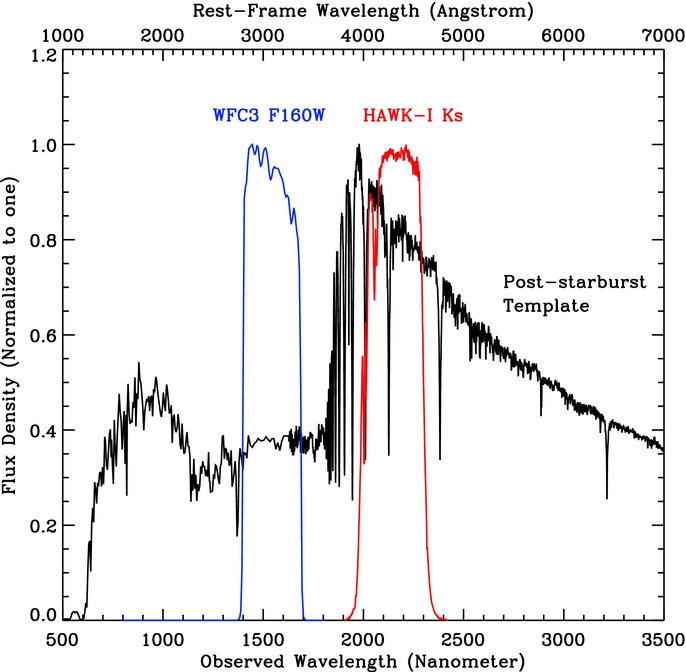 Rest-Frame Wavelength (Angstrom)
1000 2000 3000 4000 5000 6000 7000
1.2
WFC3 F160W HAWK-I Ks
1.0
0.8
Post-starburst
Template
0.6
0.4
0.2
0.0
Flux Density (Normalized to one)
500 1000 1500 2000 2500 3000 3500
Observed Wavelength (Nanometer)